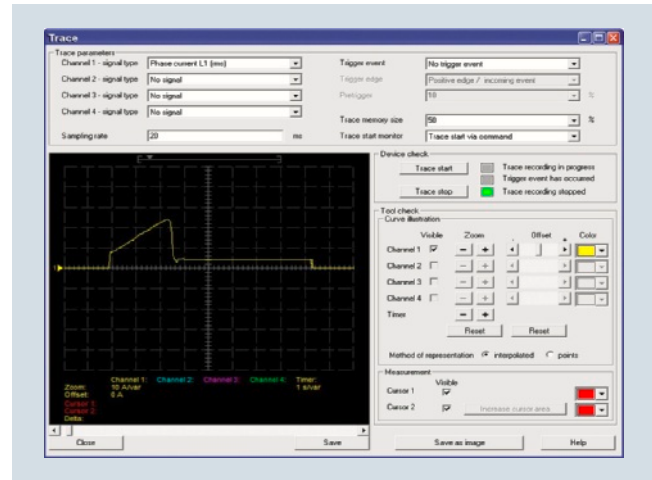 Trace
Trace parameters
Channel 1 - signal type Phase current L1 (rms) Trigger event No trigger event
Channel 2 - signal type No signal Trigger edge Positive edge / incoming event
Channel 3 - signal type No signal Pretrigger 10 %
Channel 4 - signal type No signal
Trace memory size 50 %
Sampling rate 20 ms Trace start monitor Trace start via command
Device check
Trace start Trace recording in progress
Trigger event has occured
Trace stop Trace recording stopped
Tool check
Curve illustration
Visible Zoom Offset Color
Channel 1 - +
Channel 2 - +
Channel 3 - +
Channel 4 - +
Timer - +
Reset Reset
Method of representation interpolated points
Channel 1: Channel 2: Channel 3: Channel 4: Timer:
Zoom: 10 A/var 1 s/var
Offset: 0 A
Cursor 1:
Cursor 2:
Delta:
Measurement
Visible
Cursor 1
Cursor 2 Increase cursor area
Close Save Save as image Help